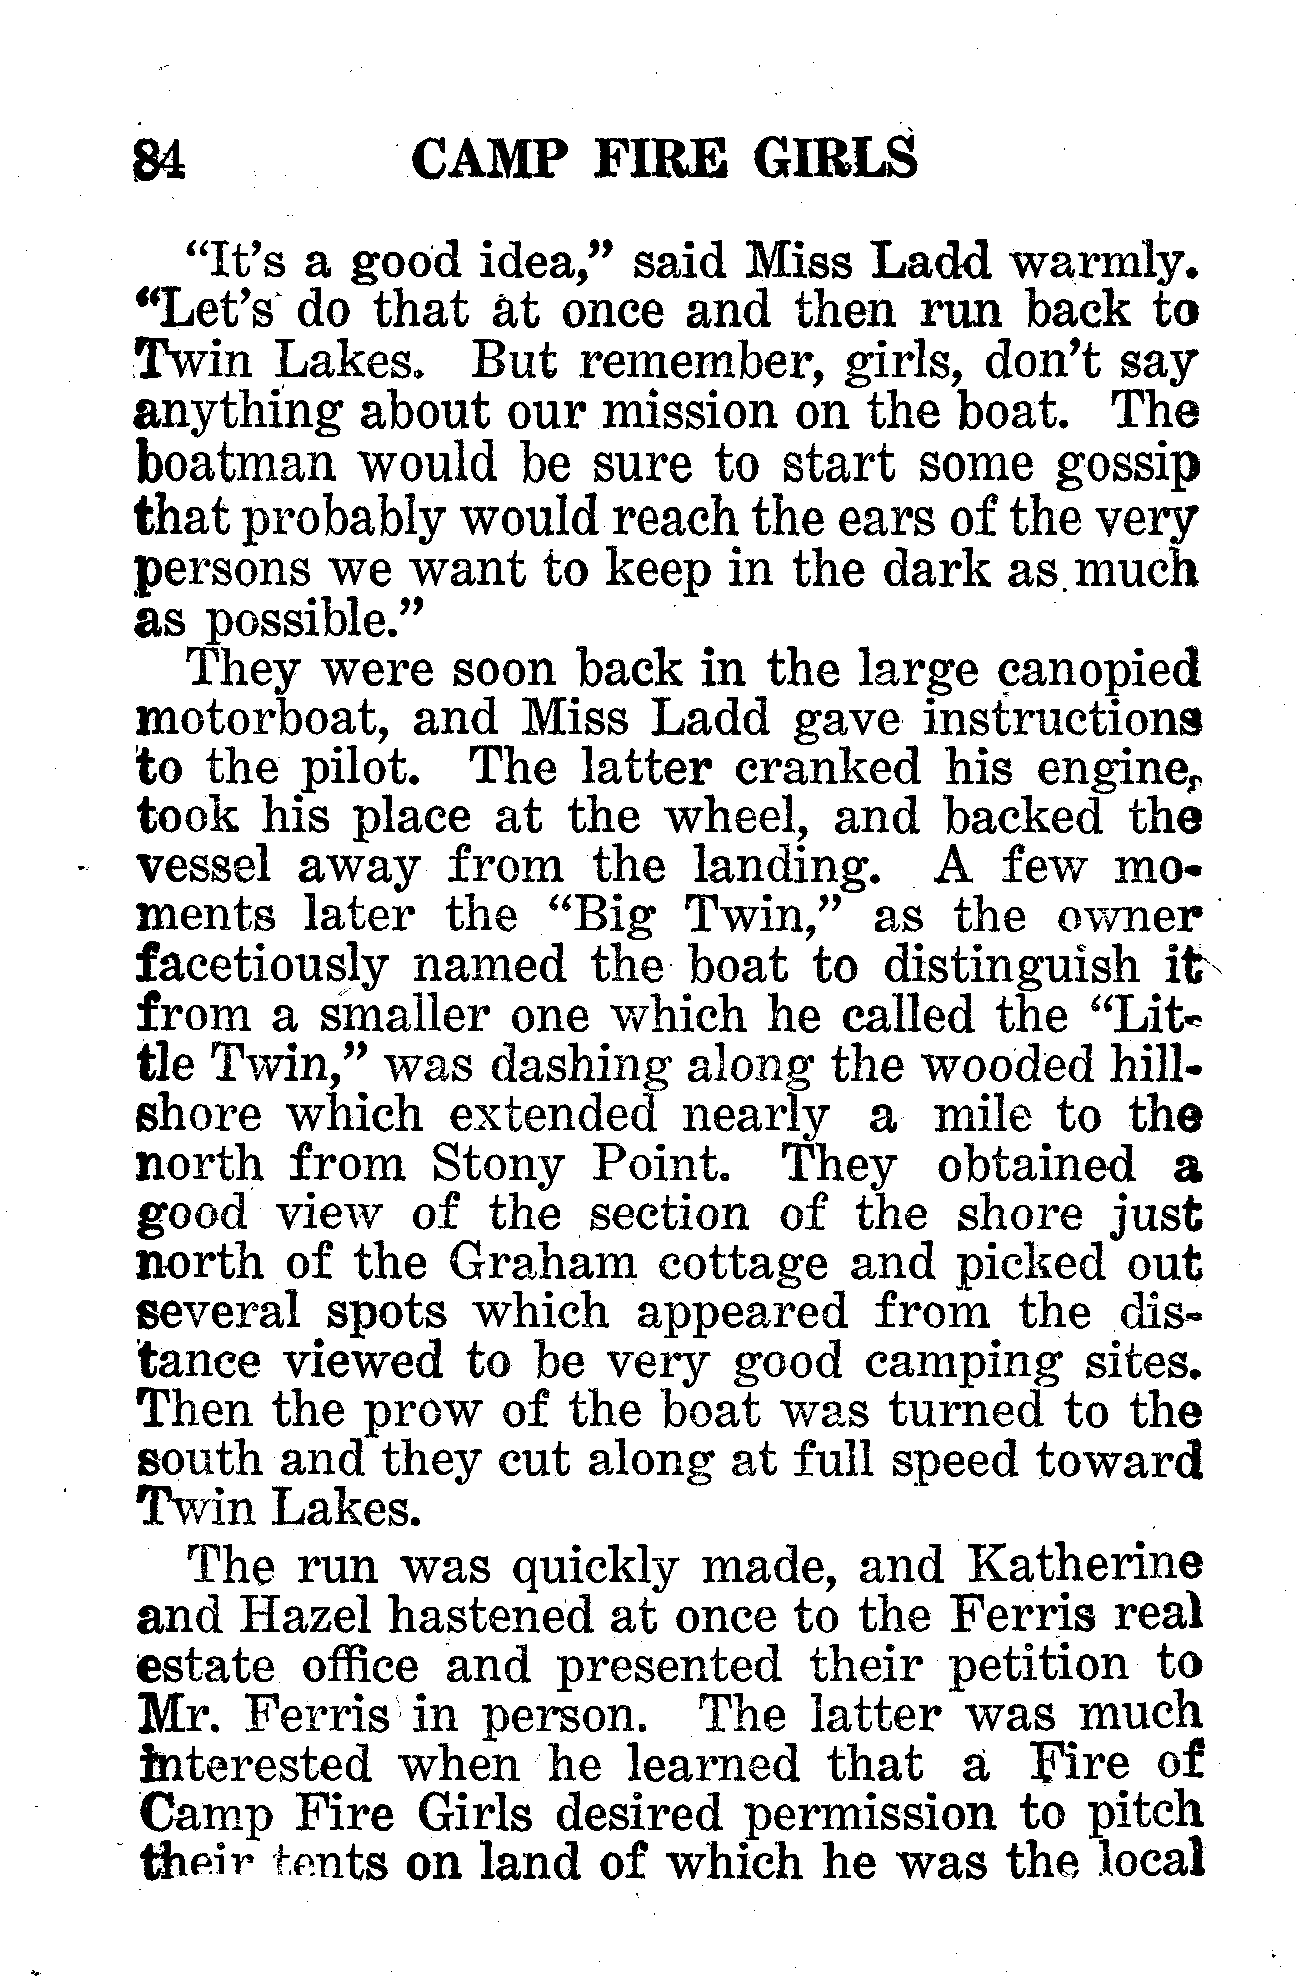 84 CAMP FIRE GIRLS
“It’s a good idea,” said Miss Ladd warmly.
“Let’s do that at once and then run back to
Twin Lakes. But remember, girls, don’t say
anything about our mission on the boat. The
boatman would be sure to start some gossip
that probably would reach the ears of the very
persons we want to keep in the dark as much
as possible.”
They were soon back in the large canopied
motorboat, and Miss Ladd gave instructions
to the pilot. The latter cranked his engine,
took his place at the wheel, and backed the
vessel away from the landing. A few mo-
ments later the “Big Twin,” as the owner
facetiously named the boat to distinguish it
from a smaller one which he called the “Lit-
tle Twin,” was dashing along the wooded hill-
shore which extended nearly a mile to the
north from Stony Point. They obtained a
good view of the section of the shore just
north of the Graham cottage and picked out
several spots which appeared from the dis-
tance viewed to be very good camping sites.
Then the prow of the boat was turned to the
south and they cut along at full speed toward
Twin Lakes.
The run was quickly made, and Katherine
and Hazel hastened at once to the Ferris real
estate office and presented their petition to
Mr. Ferris in person. The latter was much
interested when he learned that a Fire of
Camp Fire Girls desired permission to pitch
their tents on land of which he was the local